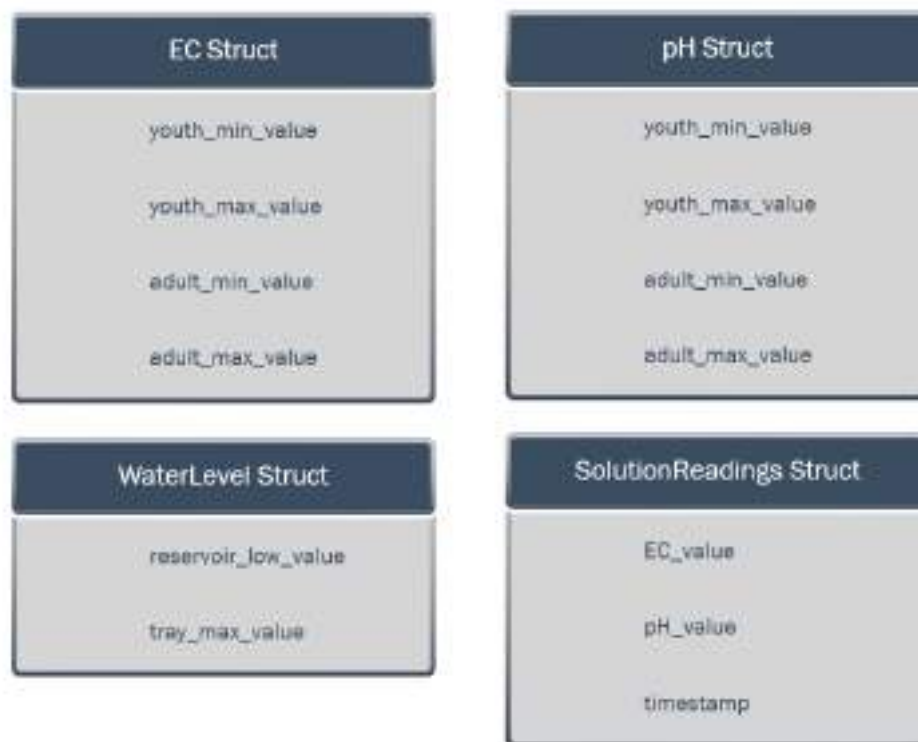 EC Struct
youth_min_value
youth_max_value
adult_min_value
adult_max_value
pH Struct
youth_min_value
youth_max_value
adult_min_value
adult_max_value
WaterLevel Struct
reservoir_low_value
tray_max_value
SolutionReadings Struct
EC_value
pH_value
timestamp